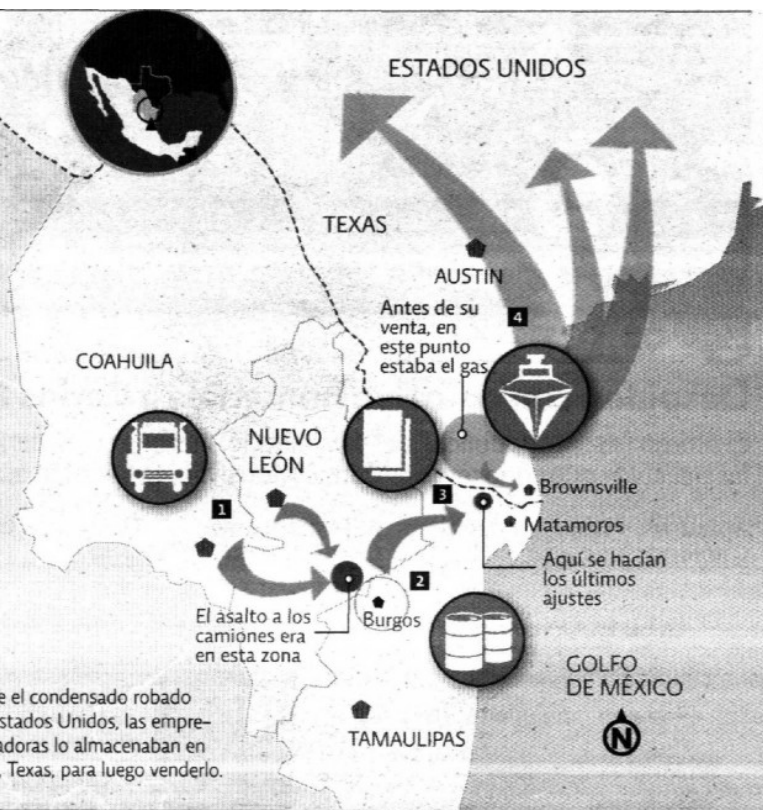 ESTADOS UNIDOS
TEXAS
AUSTIN
4
Antes de su
venta, en
este punto
estaba el gas
COAHUILA
NUEVO
LEÓN
1
3
Brownsville
Matamoros
Aquí se hacían
los últimos
ajustes
2
Burgos
El asalto a los
camiones era
en esta zona
GOLFO
DE MÉXICO
N
TAMAULIPAS
e el condensado robado
stados Unidos, las empre-
adoras lo almacenaban en
, Texas, para luego venderlo.